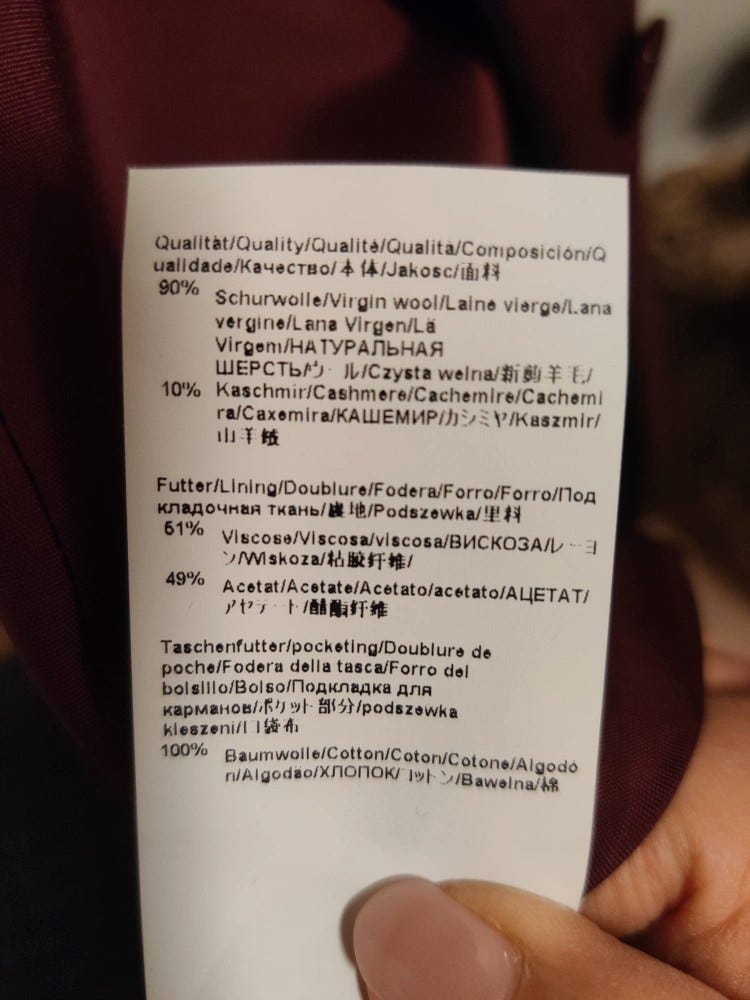 Qualität/Quality/Qualité/Qualità/Composición/Q
ualidade/Качество/本体/Jakosc/面料
90%
Schurwolle/Virgin wool/Laine vierge/Lana
vergine/Lana Virgen/Lã
Virgem/НАТУРАЛЬНАЯ
ШЕРСТЬ/ウール/Czysta welna/新剪羊毛/
10%
Kaschmir/Cashmere/Cachemire/Cachemi
ra/Caxemira/КАШЕМИР/カシミヤ/Kaszmir/
山羊绒
Futter/Lining/Doublure/Fodera/Forro/Forro/Под
кладочная ткань/裏地/Podszewka/里料
51%
Viscose/Viscosa/viscosa/ВИСКОЗА/レーヨ
ン/Wiskoza/粘胶纤维/
49%
Acetat/Acetate/Acetato/acetato/АЦЕТАТ/
アセテート/醋酯纤维
Taschenfutter/pocketing/Doublure de
poche/Fodera della tasca/Forro del
bolsillo/Bolso/Подкладка для
карманов/ポケット部分/podszewka
kieszeni/口袋布
100%
Baumwolle/Cotton/Coton/Cotone/Algodó
n/Algodão/ХЛОПОК/コットン/Bawelna/棉